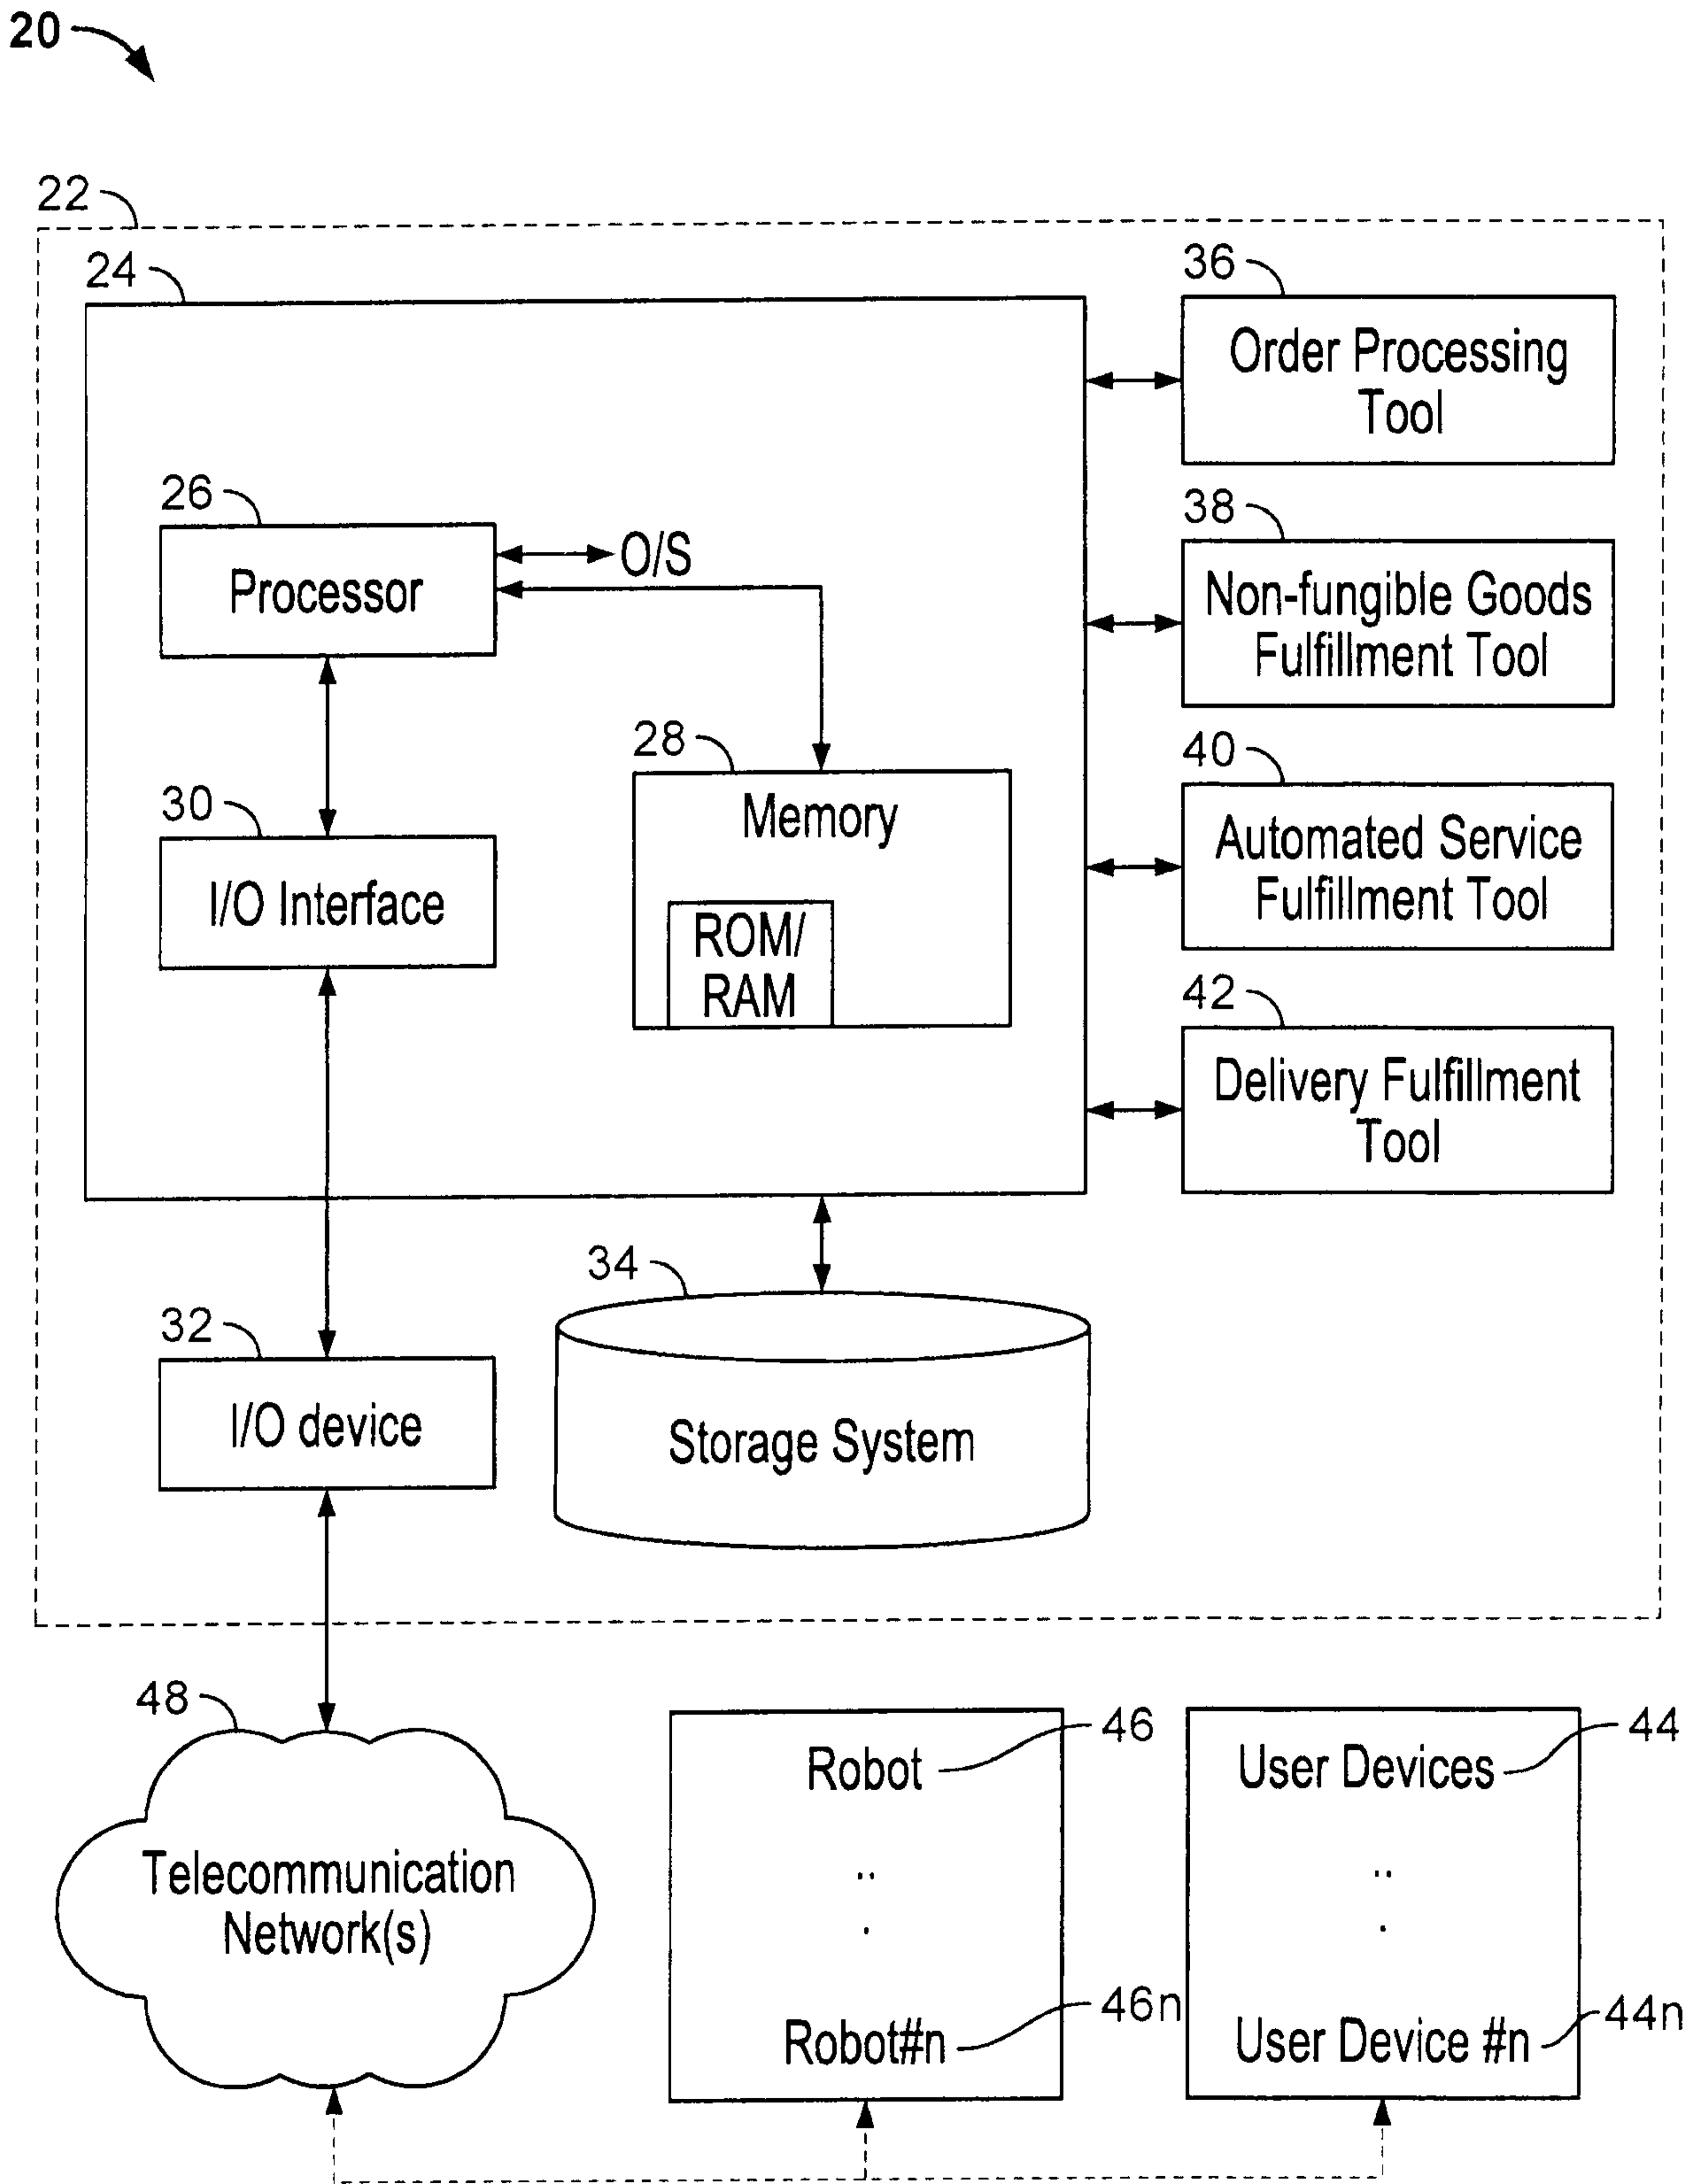 20
22
24
36
Order Processing
Tool
26
Processor
O/S
38
Non-fungible Goods
Fulfillment Tool
28
Memory
ROM/
RAM
30
I/O Interface
40
Automated Service
Fulfillment Tool
42
Delivery Fulfillment
Tool
34
Storage System
32
I/O device
48
Telecommunication
Network(s)
Robot
46
..
.
Robot#n
46n
User Devices
44
..
.
User Device #n
44n